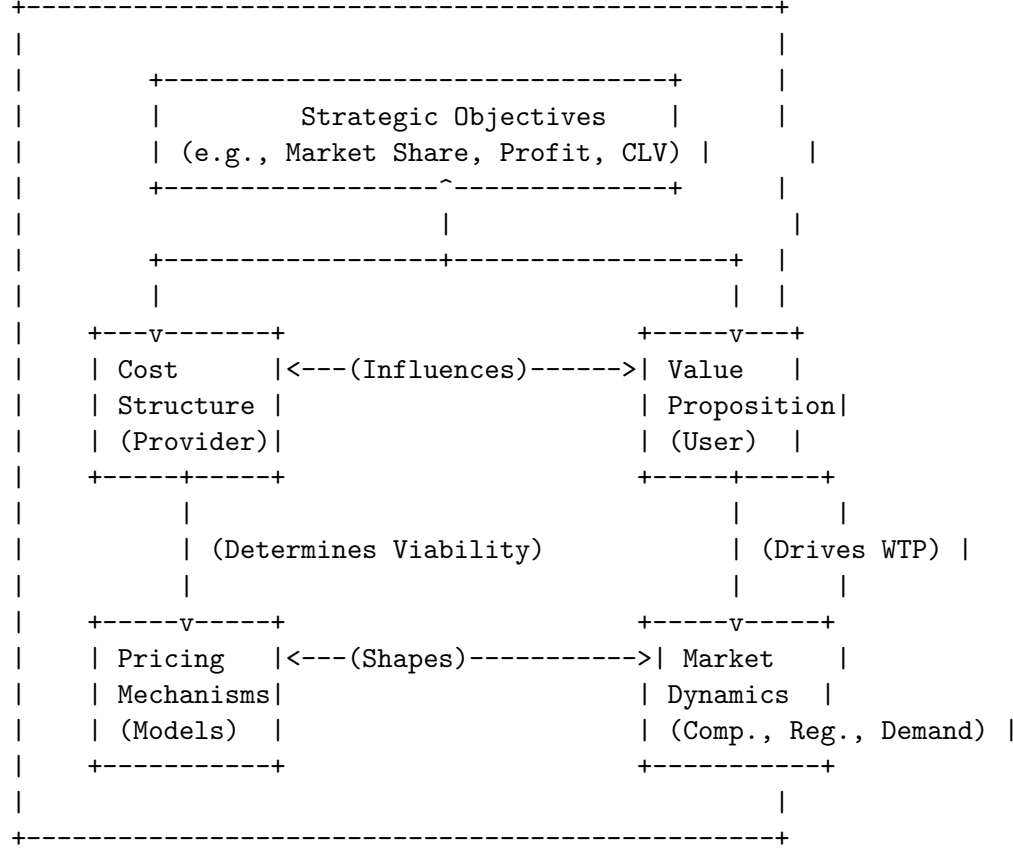 Strategic Objectives
(e.g., Market Share, Profit, CLV)
Cost <---(Influences)------> Value
Structure Proposition
(Provider) (User)
(Determines Viability) (Drives WTP)
Pricing <---(Shapes)-----------> Market
Mechanisms Dynamics
(Models) (Comp., Reg., Demand)